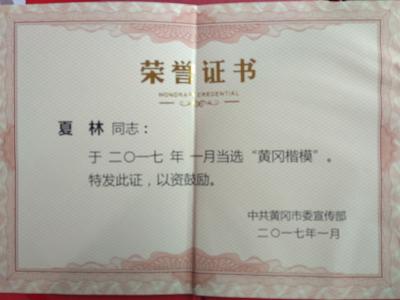 荣誉证书
HONORARY CREDENTIAL
夏 林 同志：
于 二〇一七 年 一月当选“黄冈楷模”。
特发此证，以资鼓励。
中共黄冈市委宣传部
二〇一七年一月